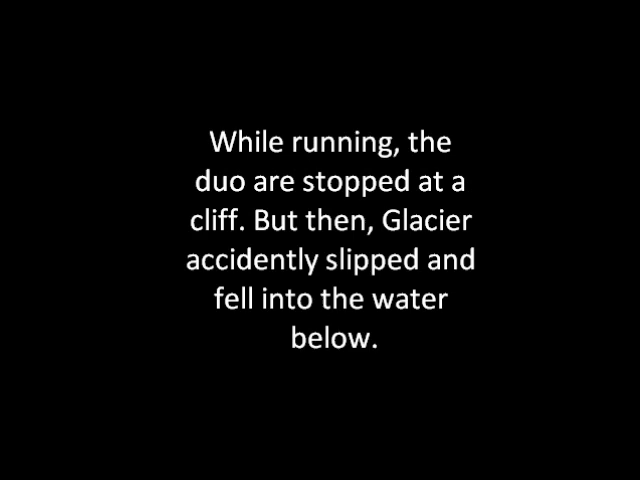 While running, the
duo are stopped at a
cliff. But then, Glacier
accidently slipped and
fell into the water
below.